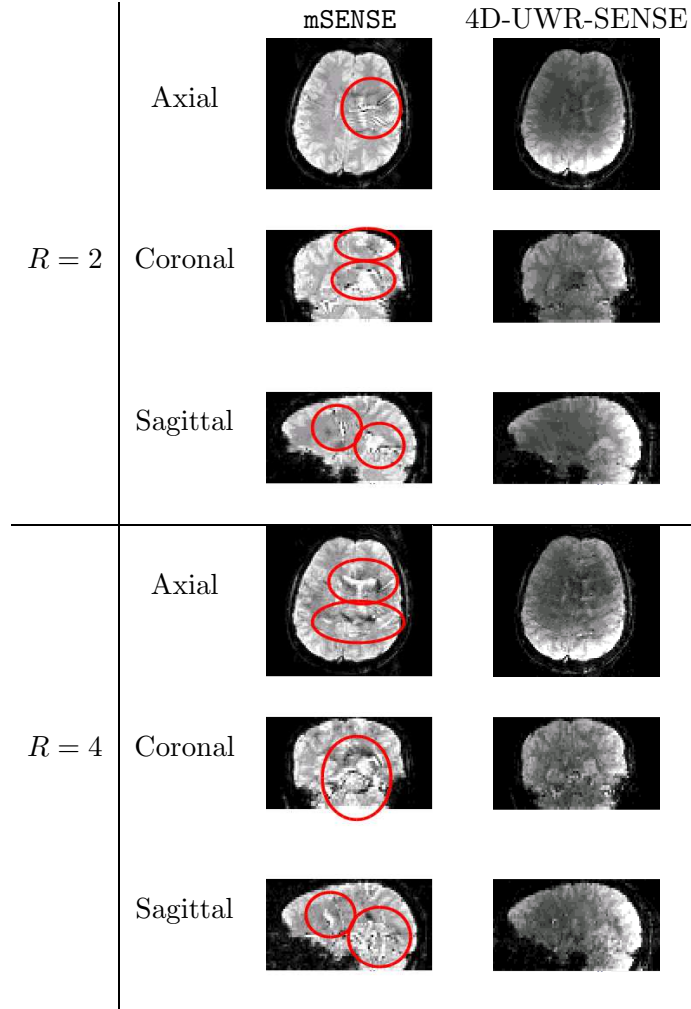 mSENSE 4D-UWR-SENSE
Axial
R = 2 Coronal
Sagittal
Axial
R = 4 Coronal
Sagittal